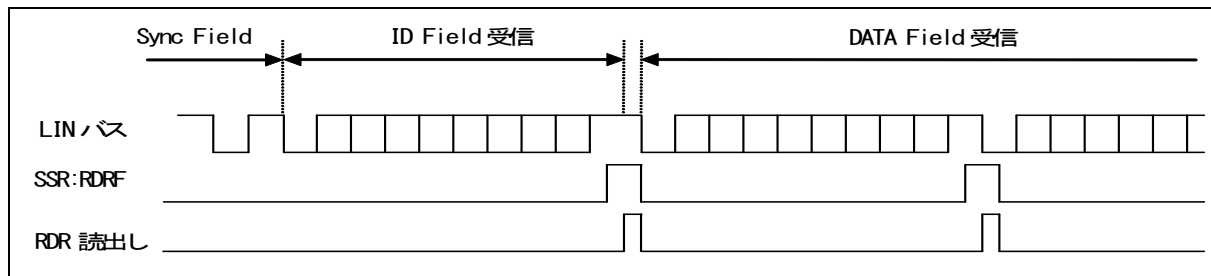 Sync Field ID Field 受信 DATA Field 受信
LIN バス
SSR:RDRF
RDR 読出し